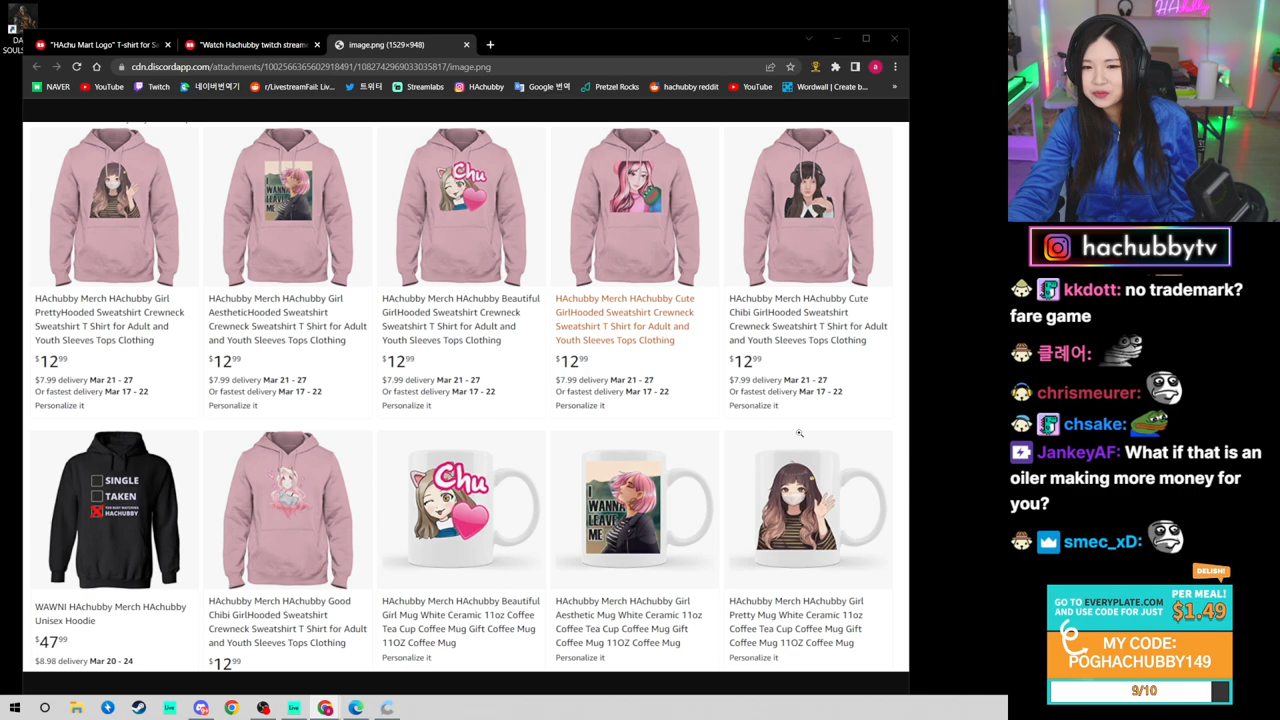 DA
SOULS
"HAchu Mart Logo" T-shirt for Sa
"Watch Hachubby twitch stream
image.png (1529×948)
cdn.discordapp.com/attachments/1002566365602918491/1082742969033035817/image.png
NAVER
YouTube
Twitch
네이버번역기
r/LivestreamFail: Liv...
트위터
Streamlabs
HAchubby
Google 번역
Pretzel Rocks
hachubby reddit
YouTube
Wordwall | Create b...
»
I WANNA LEAVE ME
Chu
HAchubby Merch HAchubby Girl
PrettyHooded Sweatshirt Crewneck
Sweatshirt T Shirt for Adult and
Youth Sleeves Tops Clothing
$12.99
$7.99 delivery Mar 21 - 27
Or fastest delivery Mar 17 - 22
Personalize it
HAchubby Merch HAchubby Girl
AestheticHooded Sweatshirt
Crewneck Sweatshirt T Shirt for Adult
and Youth Sleeves Tops Clothing
$12.99
$7.99 delivery Mar 21 - 27
Or fastest delivery Mar 17 - 22
Personalize it
HAchubby Merch HAchubby Beautiful
GirlHooded Sweatshirt Crewneck
Sweatshirt T Shirt for Adult and
Youth Sleeves Tops Clothing
$12.99
$7.99 delivery Mar 21 - 27
Or fastest delivery Mar 17 - 22
Personalize it
HAchubby Merch HAchubby Cute
GirlHooded Sweatshirt Crewneck
Sweatshirt T Shirt for Adult and
Youth Sleeves Tops Clothing
$12.99
$7.99 delivery Mar 21 - 27
Or fastest delivery Mar 17 - 22
Personalize it
HAchubby Merch HAchubby Cute
Chibi GirlHooded Sweatshirt
Crewneck Sweatshirt T Shirt for Adult
and Youth Sleeves Tops Clothing
$12.99
$7.99 delivery Mar 21 - 27
Or fastest delivery Mar 17 - 22
Personalize it
SINGLE
TAKEN
TOO BUSY WATCHING
HACHUBBY
Chu
I WANNA
LEAVE
ME
WAWNI HAchubby Merch HAchubby
Unisex Hoodie
$47.99
$8.98 delivery Mar 20 - 24
HAchubby Merch HAchubby Good
Chibi GirlHooded Sweatshirt
Crewneck Sweatshirt T Shirt for Adult
and Youth Sleeves Tops Clothing
$12.99
HAchubby Merch HAchubby Beautiful
Girl Mug White Ceramic 11oz Coffee
Tea Cup Coffee Mug Gift Coffee Mug
11OZ Coffee Mug
Personalize it
HAchubby Merch HAchubby Girl
Aesthetic Mug White Ceramic 11oz
Coffee Tea Cup Coffee Mug Gift
Coffee Mug 11OZ Coffee Mug
Personalize it
HAchubby Merch HAchubby Girl
Pretty Mug White Ceramic 11oz
Coffee Tea Cup Coffee Mug Gift
Coffee Mug 11OZ Coffee Mug
Personalize it
hachubbytv
kkdott: no trademark?
fare game
클레어:
chrismeurer:
chsake:
JankeyAF: What if that is an
oiler making more money for
you?
smec_xD:
DELISH!
GO TO EVERYPLATE.COM
AND USE CODE FOR JUST
PER MEAL!
$1.49
MY CODE:
POGHACHUBBY149
9/10
Live
Live